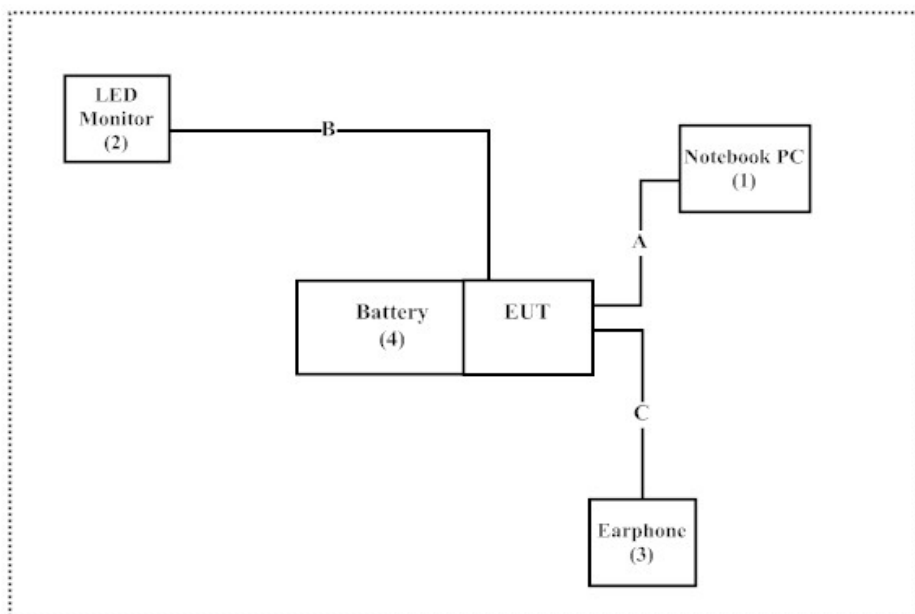 LED
Monitor
(2)
B
Notebook PC
(1)
A
Battery
(4)
EUT
C
Earphone
(3)